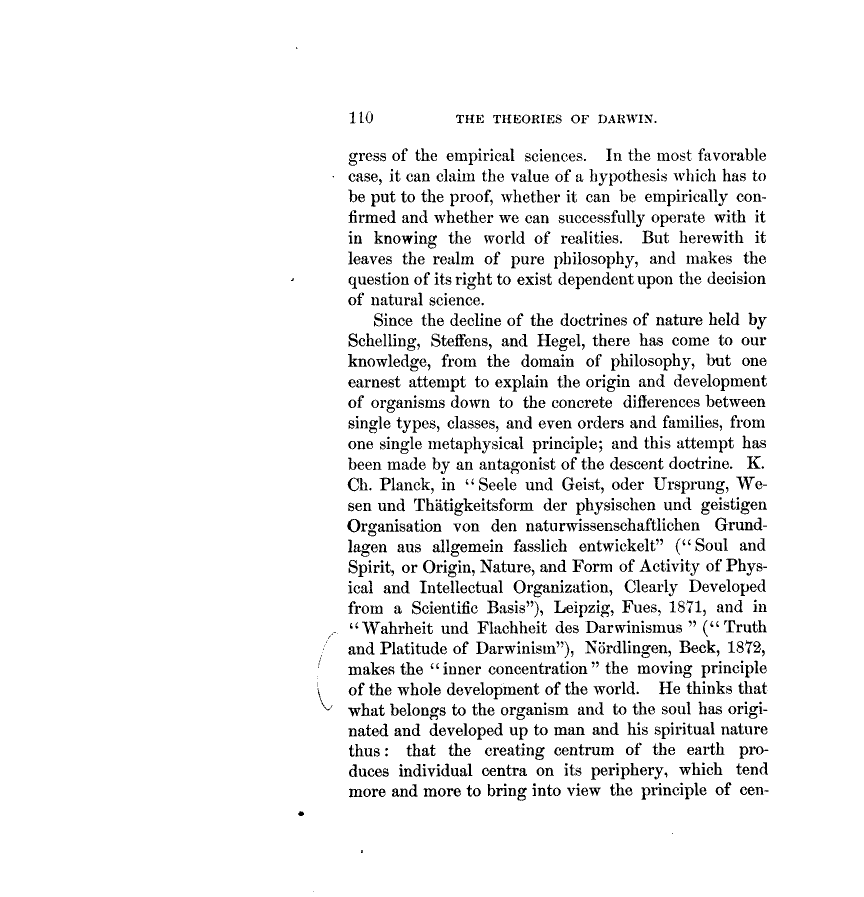 110 THE THEORIES OF DARWIN.
gress of the empirical sciences. In the most favorable
case, it can claim the value of a hypothesis which has to
be put to the proof, whether it can be empirically con-
firmed and whether we can successfully operate with it
in knowing the world of realities. But herewith it
leaves the realm of pure philosophy, and makes the
question of its right to exist dependent upon the decision
of natural science.
Since the decline of the doctrines of nature held by
Schelling, Steffens, and Hegel, there has come to our
knowledge, from the domain of philosophy, but one
earnest attempt to explain the origin and development
of organisms down to the concrete differences between
single types, classes, and even orders and families, from
one single metaphysical principle; and this attempt has
been made by an antagonist of the descent doctrine. K.
Ch. Planck, in "Seele und Geist, oder Ursprung, We-
sen und Thätigkeitsform der physischen und geistigen
Organisation von den naturwissenschaftlichen Grund-
lagen aus allgemein fasslich entwickelt" ("Soul and
Spirit, or Origin, Nature, and Form of Activity of Phys-
ical and Intellectual Organization, Clearly Developed
from a Scientific Basis"), Leipzig, Fues, 1871, and in
"Wahrheit und Flachheit des Darwinismus" ("Truth
and Platitude of Darwinism"), Nördlingen, Beck, 1872,
makes the "inner concentration" the moving principle
of the whole development of the world. He thinks that
what belongs to the organism and to the soul has origi-
nated and developed up to man and his spiritual nature
thus: that the creating centrum of the earth pro-
duces individual centra on its periphery, which tend
more and more to bring into view the principle of cen-